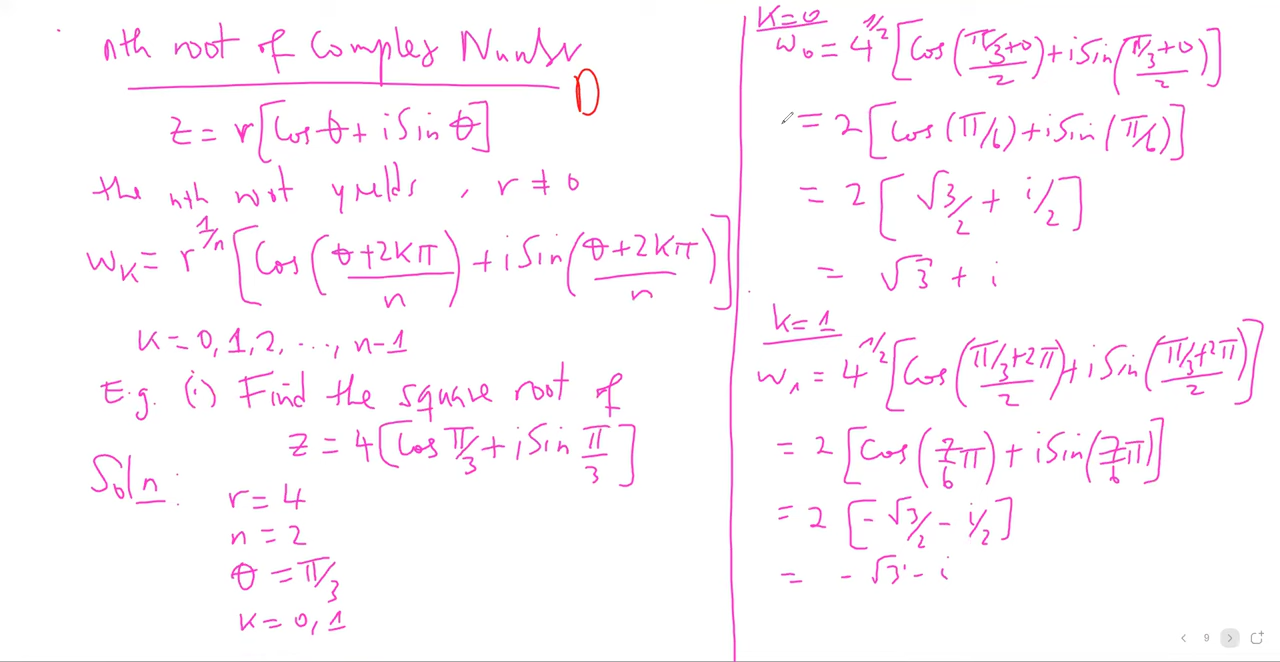 nth root of Complex Number
z = r[Cosθ + i Sin θ]
the nth root yields, r ≠ 0
w_K = r^{1/n} [Cos((θ+2Kπ)/n) + i Sin((θ+2Kπ)/n)]
K = 0, 1, 2, ..., n-1
E.g. (i) Find the square root of
z = 4[Cos π/3 + i Sin π/3]
Soln:
r = 4
n = 2
θ = π/3
K = 0, 1
K = 0
w_0 = 4^{1/2} [Cos((π/3+0)/2) + i Sin((π/3+0)/2)]
= 2 [Cos(π/6) + i Sin(π/6)]
= 2 [√3/2 + i/2]
= √3 + i
K = 1
w_1 = 4^{1/2} [Cos((π/3+2π)/2) + i Sin((π/3+2π)/2)]
= 2 [Cos(7/6 π) + i Sin(7/6 π)]
= 2 [-√3/2 - i/2]
= -√3 - i
9